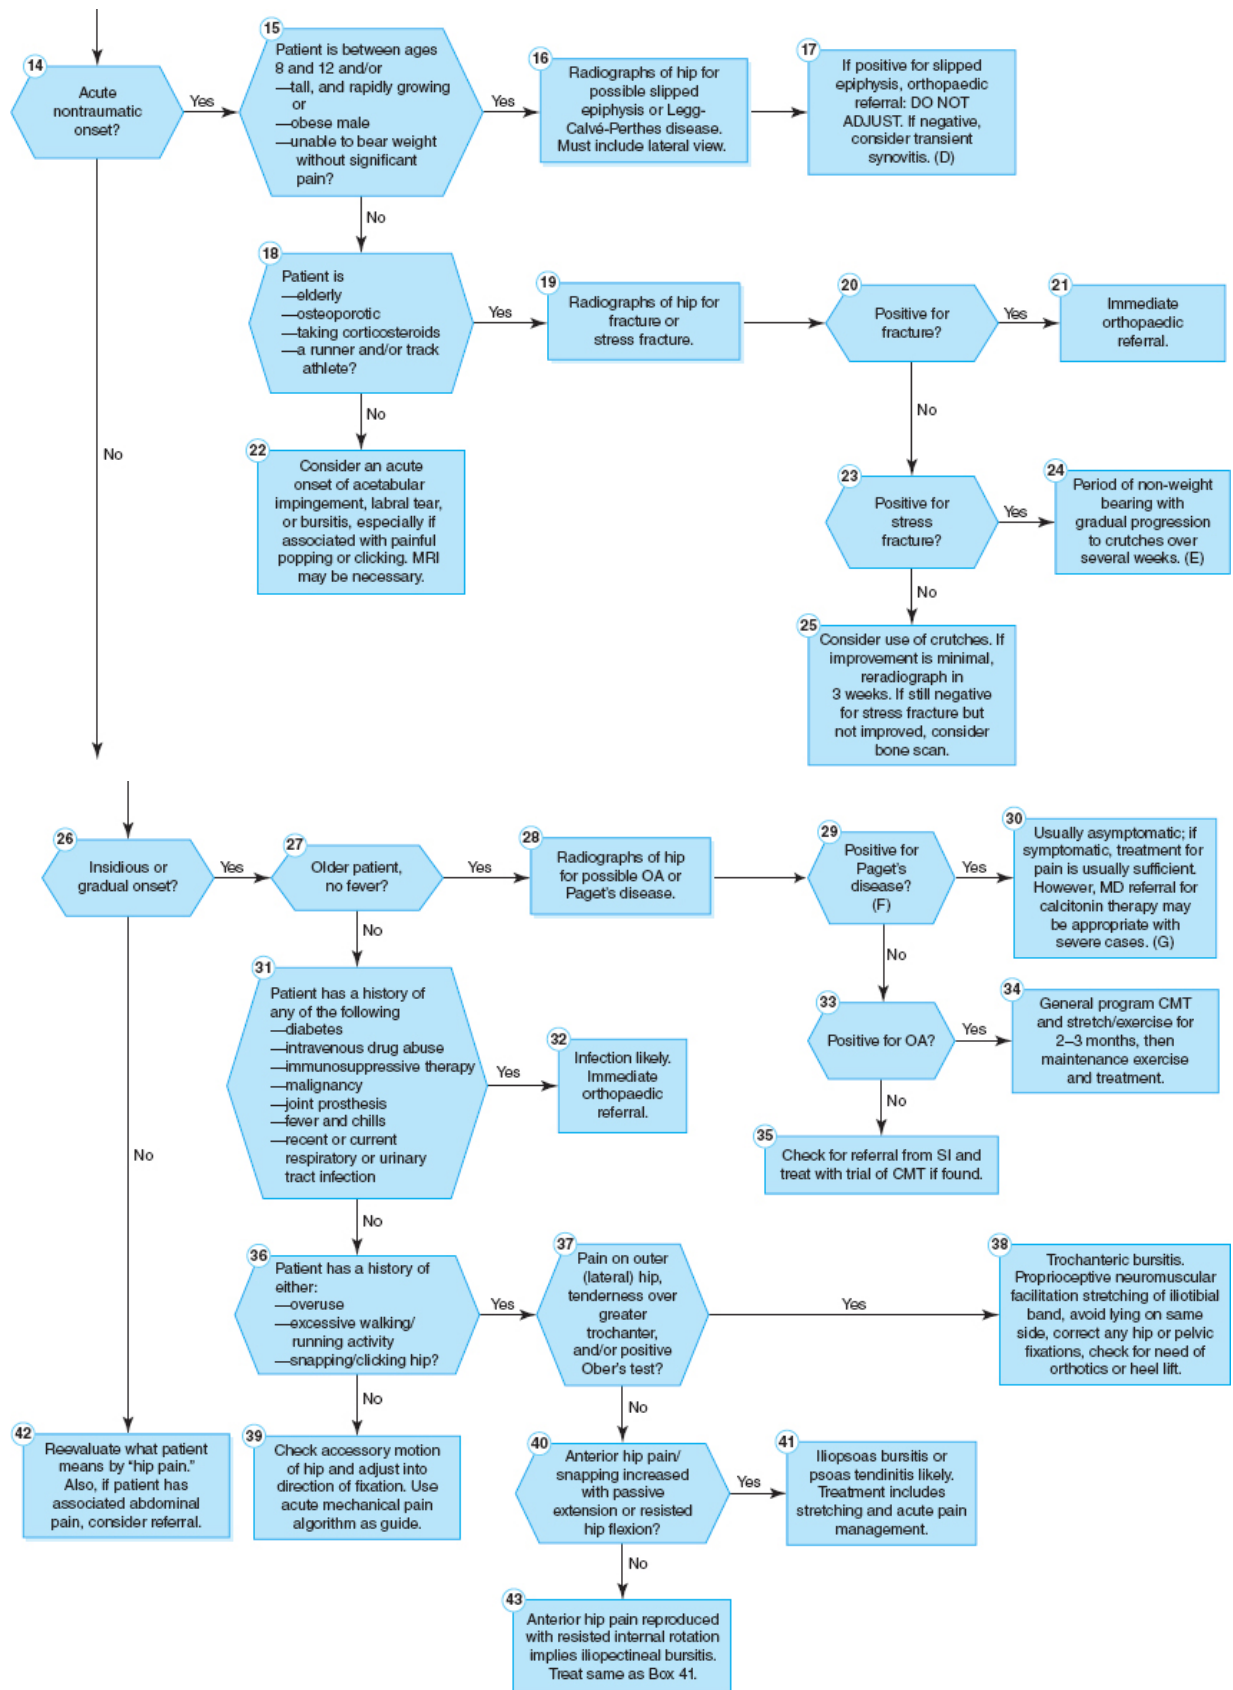 14
Acute
nontraumatic
onset?
Yes
15
Patient is between ages
8 and 12 and/or
—tall, and rapidly growing
or
—obese male
—unable to bear weight
without significant
pain?
Yes
16
Radiographs of hip for
possible slipped
epiphysis or Legg-
Calvé-Perthes disease.
Must include lateral view.
17
If positive for slipped
epiphysis, orthopaedic
referral: DO NOT
ADJUST. If negative,
consider transient
synovitis. (D)
No
18
Patient is
—elderly
—osteoporotic
—taking corticosteroids
—a runner and/or track
athlete?
Yes
19
Radiographs of hip for
fracture or
stress fracture.
20
Positive for
fracture?
Yes
21
Immediate
orthopaedic
referral.
No
No
No
22
Consider an acute
onset of acetabular
impingement, labral tear,
or bursitis, especially if
associated with painful
popping or clicking. MRI
may be necessary.
23
Positive for
stress
fracture?
Yes
24
Period of non-weight
bearing with
gradual progression
to crutches over
several weeks. (E)
No
25
Consider use of crutches. If
improvement is minimal,
reradiograph in
3 weeks. If still negative
for stress fracture but
not improved, consider
bone scan.
26
Insidious or
gradual onset?
Yes
27
Older patient,
no fever?
Yes
28
Radiographs of hip
for possible OA or
Paget's disease.
29
Positive for
Paget's
disease?
(F)
Yes
30
Usually asymptomatic; if
symptomatic, treatment for
pain is usually sufficient.
However, MD referral for
calcitonin therapy may
be appropriate with
severe cases. (G)
No
No
31
Patient has a history of
any of the following
—diabetes
—intravenous drug abuse
—immunosuppressive therapy
—malignancy
—joint prosthesis
—fever and chills
—recent or current
respiratory or urinary
tract infection
Yes
32
Infection likely.
Immediate
orthopaedic
referral.
33
Positive for OA?
Yes
34
General program CMT
and stretch/exercise for
2–3 months, then
maintenance exercise
and treatment.
No
35
Check for referral from SI and
treat with trial of CMT if found.
No
No
36
Patient has a history of
either:
—overuse
—excessive walking/
running activity
—snapping/clicking hip?
Yes
37
Pain on outer
(lateral) hip,
tenderness over
greater
trochanter,
and/or positive
Ober's test?
Yes
38
Trochanteric bursitis.
Proprioceptive neuromuscular
facilitation stretching of iliotibial
band, avoid lying on same
side, correct any hip or pelvic
fixations, check for need of
orthotics or heel lift.
No
No
42
Reevaluate what patient
means by “hip pain.”
Also, if patient has
associated abdominal
pain, consider referral.
39
Check accessory motion
of hip and adjust into
direction of fixation. Use
acute mechanical pain
algorithm as guide.
40
Anterior hip pain/
snapping increased
with passive
extension or resisted
hip flexion?
Yes
41
Iliopsoas bursitis or
psoas tendinitis likely.
Treatment includes
stretching and acute pain
management.
No
43
Anterior hip pain reproduced
with resisted internal rotation
implies iliopectineal bursitis.
Treat same as Box 41.